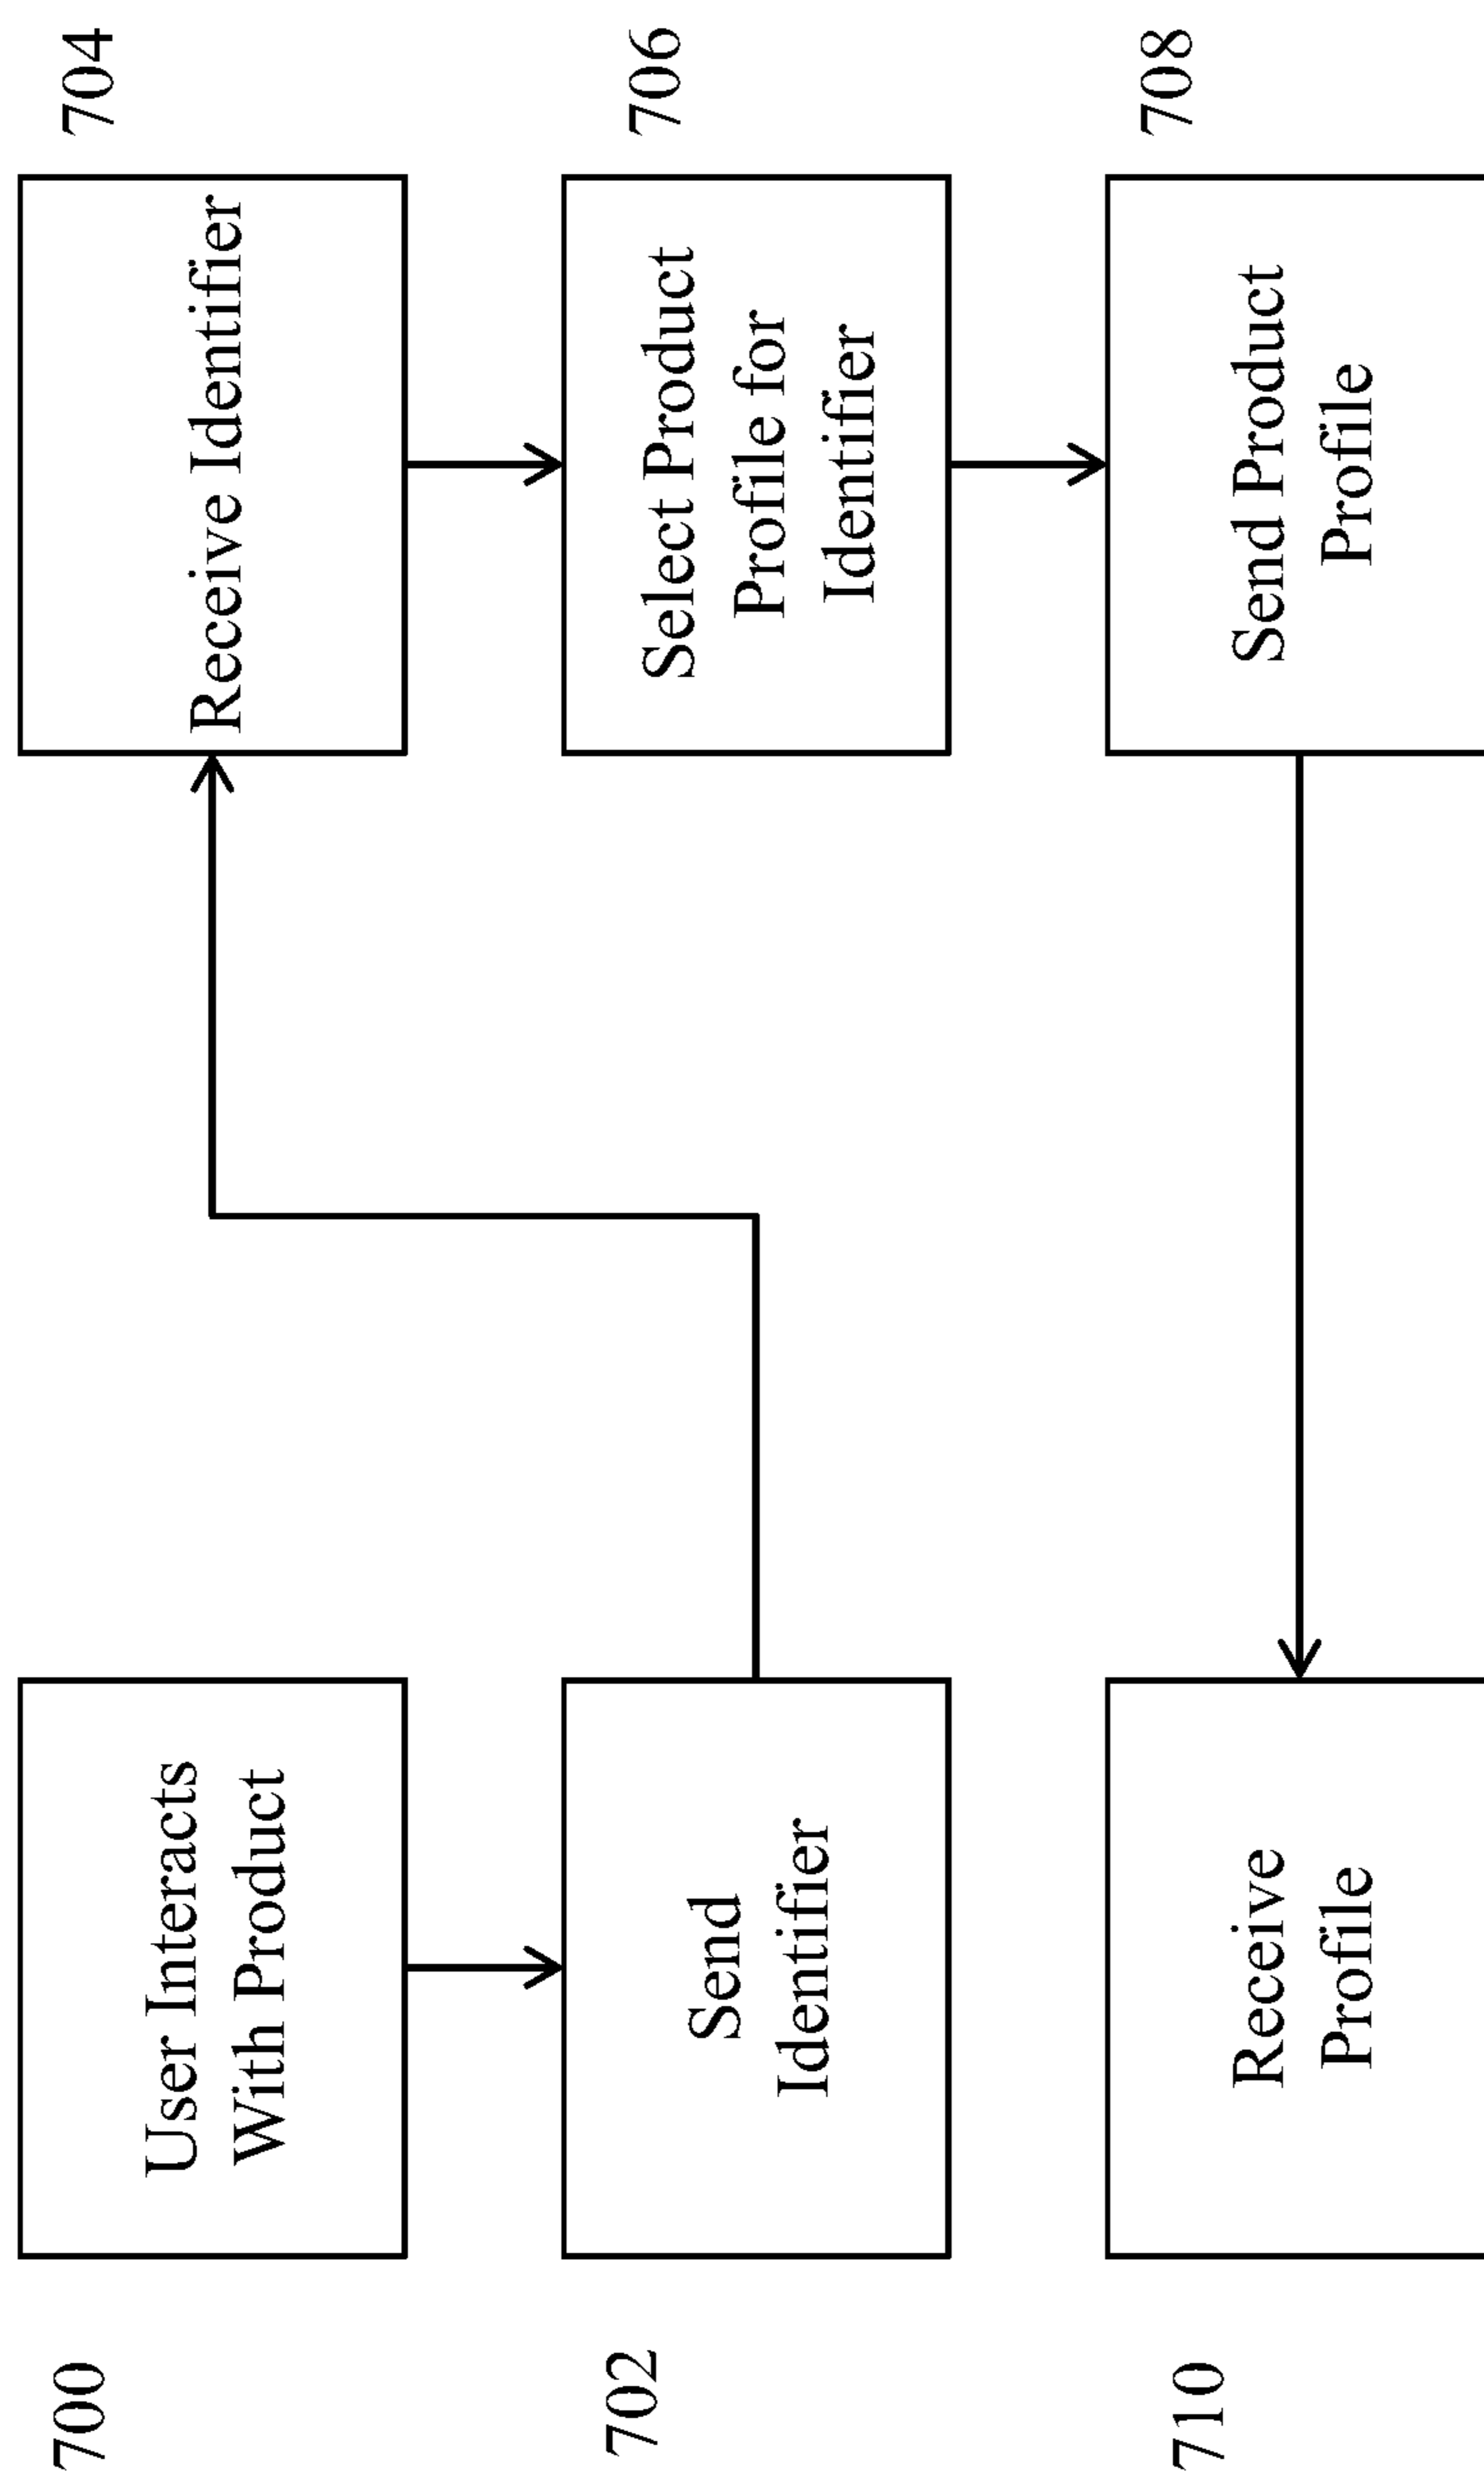 700
User Interacts
With Product
702
Send
Identifier
704
Receive Identifier
706
Select Product
Profile for
Identifier
708
Send Product
Profile
710
Receive
Profile